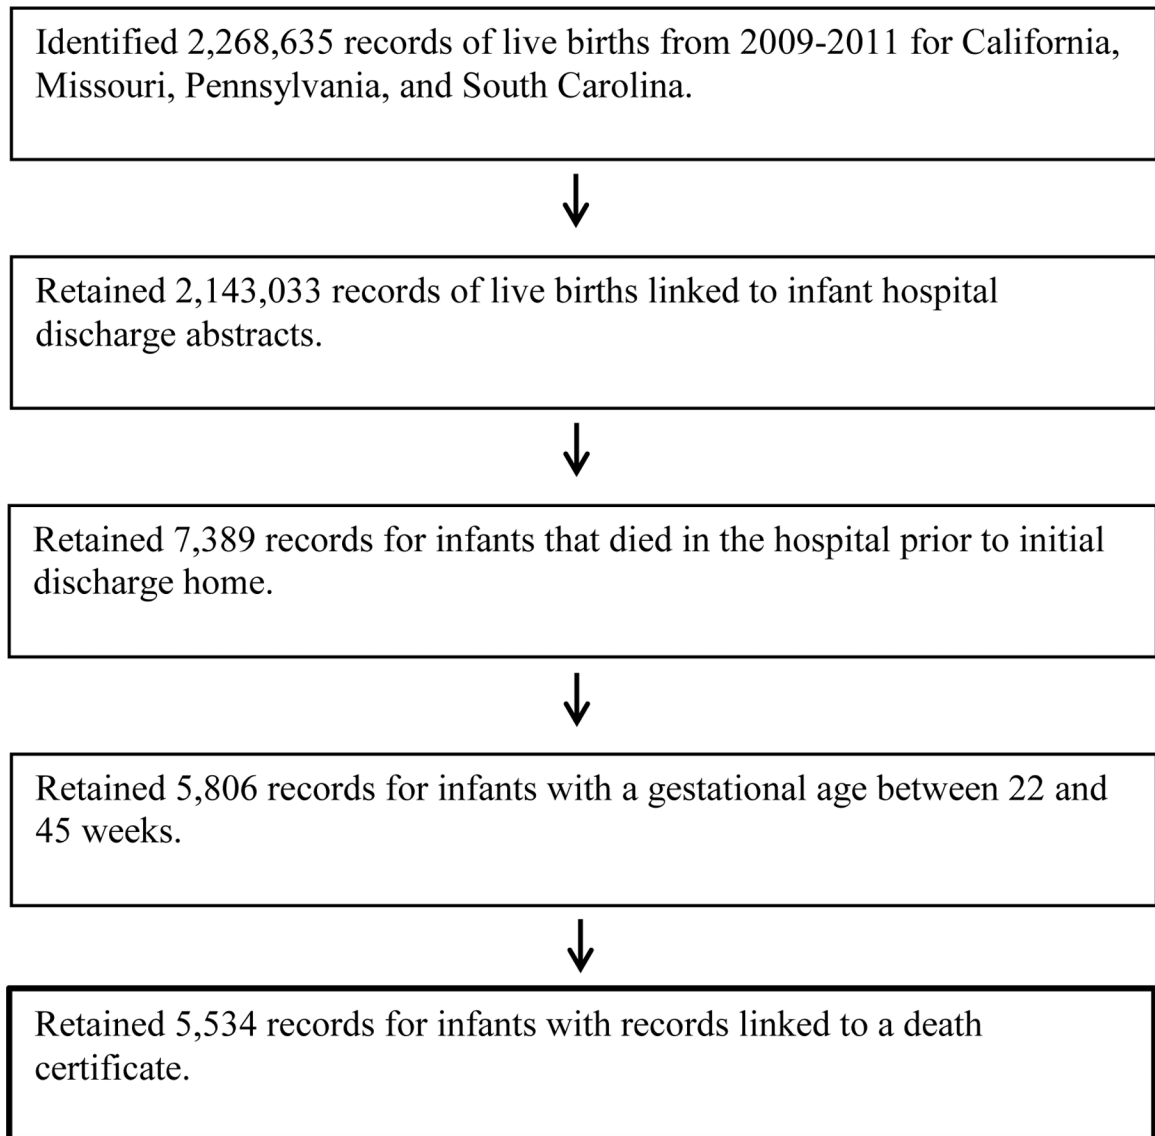 Identified 2,268,635 records of live births from 2009-2011 for California,
Missouri, Pennsylvania, and South Carolina.
Retained 2,143,033 records of live births linked to infant hospital
discharge abstracts.
Retained 7,389 records for infants that died in the hospital prior to initial
discharge home.
Retained 5,806 records for infants with a gestational age between 22 and
45 weeks.
Retained 5,534 records for infants with records linked to a death
certificate.